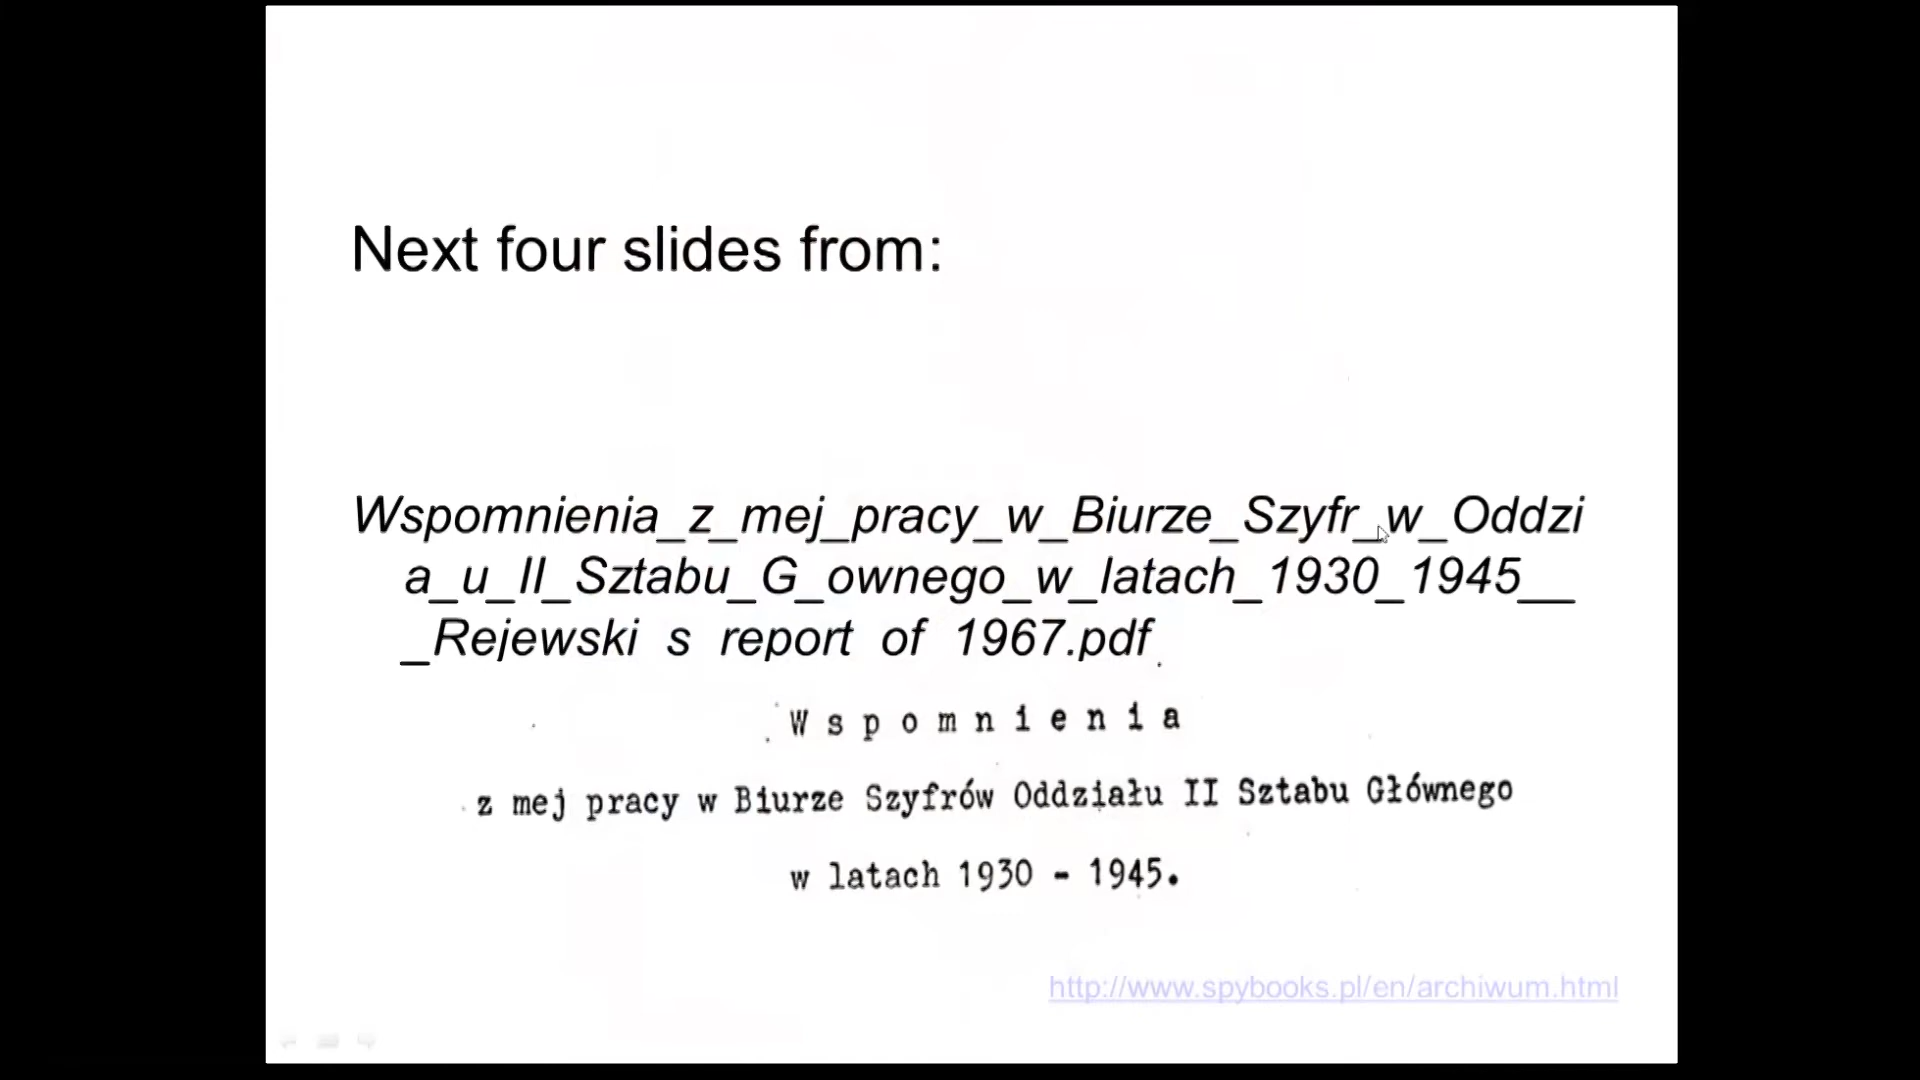 Next four slides from:
Wspomnienia_z_mej_pracy_w_Biurze_Szyfr_w_Oddzi
a_u_II_Sztabu_G_ownego_w_latach_1930_1945__
_Rejewski s report of 1967.pdf
Wspomnienia
z mej pracy w Biurze Szyfrów Oddziału II Sztabu Głównego
w latach 1930 - 1945.
http://www.spybooks.pl/en/archiwum.html